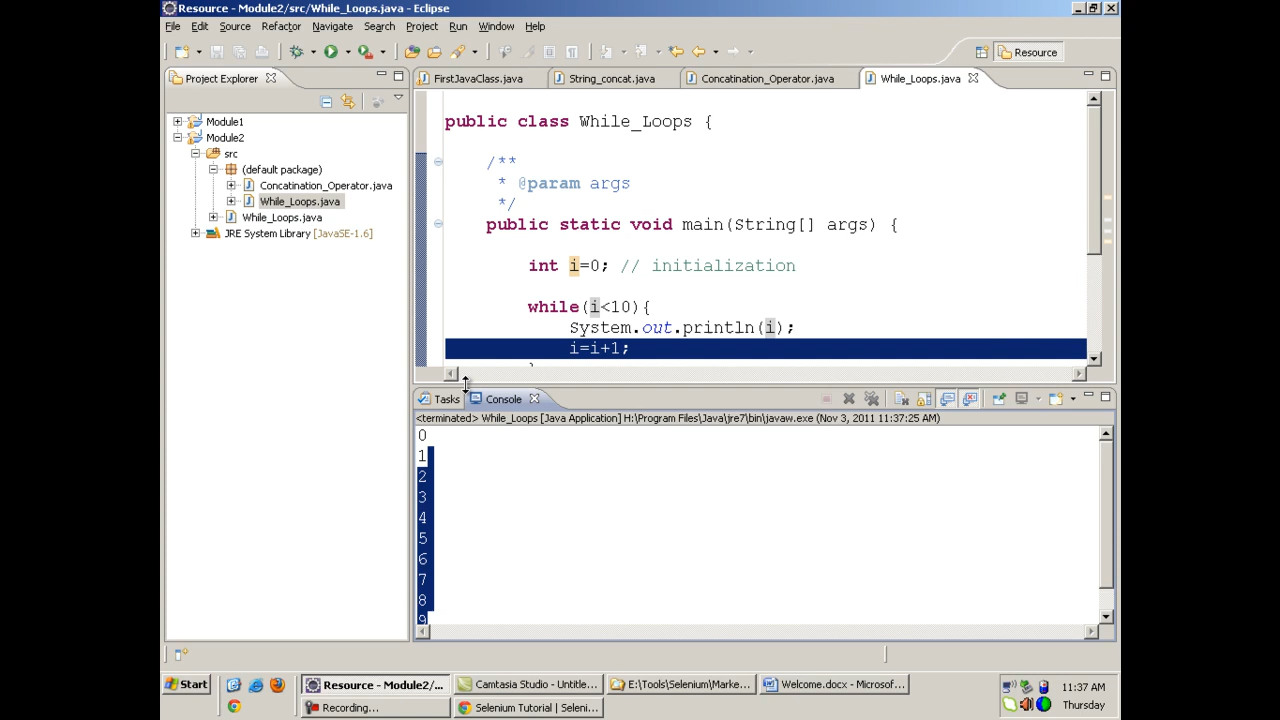 Resource - Module2/src/While_Loops.java - Eclipse
File Edit Source Refactor Navigate Search Project Run Window Help
Resource
Project Explorer
FirstJavaClass.java String_concat.java Concatination_Operator.java While_Loops.java
Module1
Module2
src
(default package)
Concatination_Operator.java
While_Loops.java
While_Loops.java
JRE System Library [JavaSE-1.6]
public class While_Loops {
/**
* @param args
*/
public static void main(String[] args) {
int i=0; // initialization
while(i<10){
System.out.println(i);
i=i+1;
}
Tasks Console
<terminated> While_Loops [Java Application] H:\Program Files\Java\jre7\bin\javaw.exe (Nov 3, 2011 11:37:25 AM)
0
1
2
3
4
5
6
7
8
9
Start
Resource - Module2/...
Camtasia Studio - Untitle...
E:\Tools\Selenium\Marke...
Welcome.docx - Microsof...
Recording...
Selenium Tutorial | Seleni...
11:37 AM
Thursday